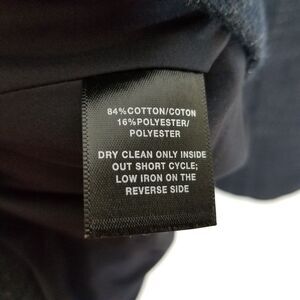 84%COTTON/COTON
16%POLYESTER/
POLYESTER
DRY CLEAN ONLY INSIDE
OUT SHORT CYCLE;
LOW IRON ON THE
REVERSE SIDE